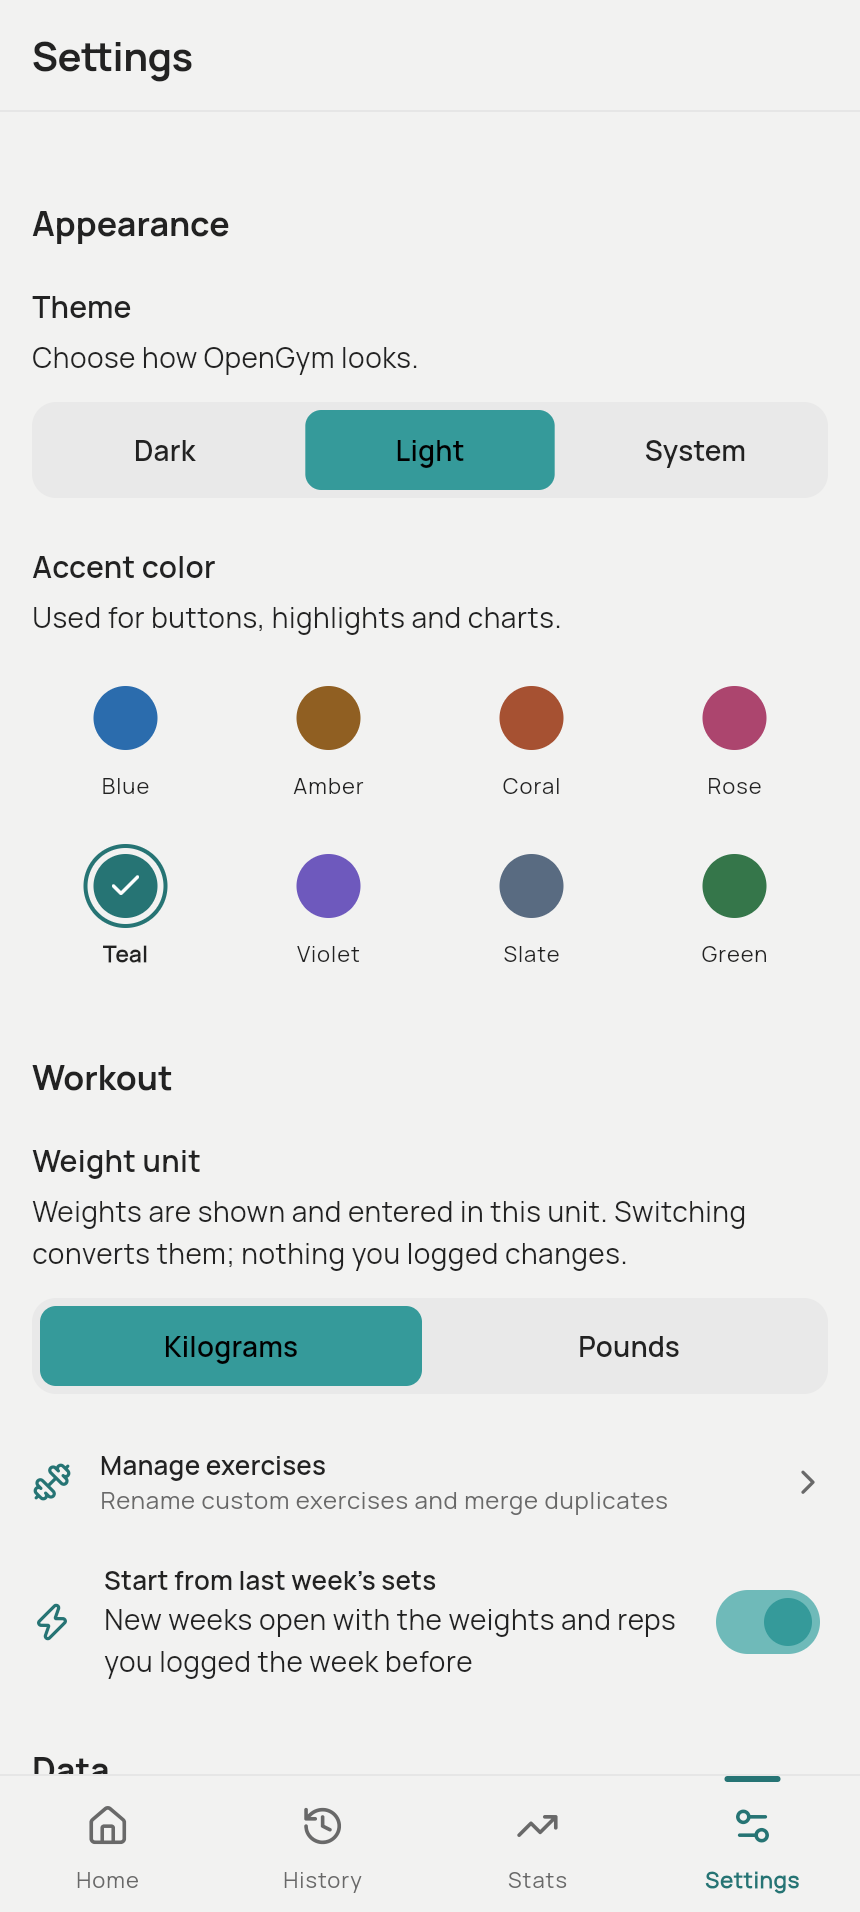 Settings
Appearance
Theme
Choose how OpenGym looks.
Dark
Light
System
Accent color
Used for buttons, highlights and charts.
Blue
Amber
Coral
Rose
Teal
Violet
Slate
Green
Workout
Weight unit
Weights are shown and entered in this unit. Switching
converts them; nothing you logged changes.
Kilograms
Pounds
Manage exercises
Rename custom exercises and merge duplicates
Start from last week's sets
New weeks open with the weights and reps
you logged the week before
Data
Home
History
Stats
Settings